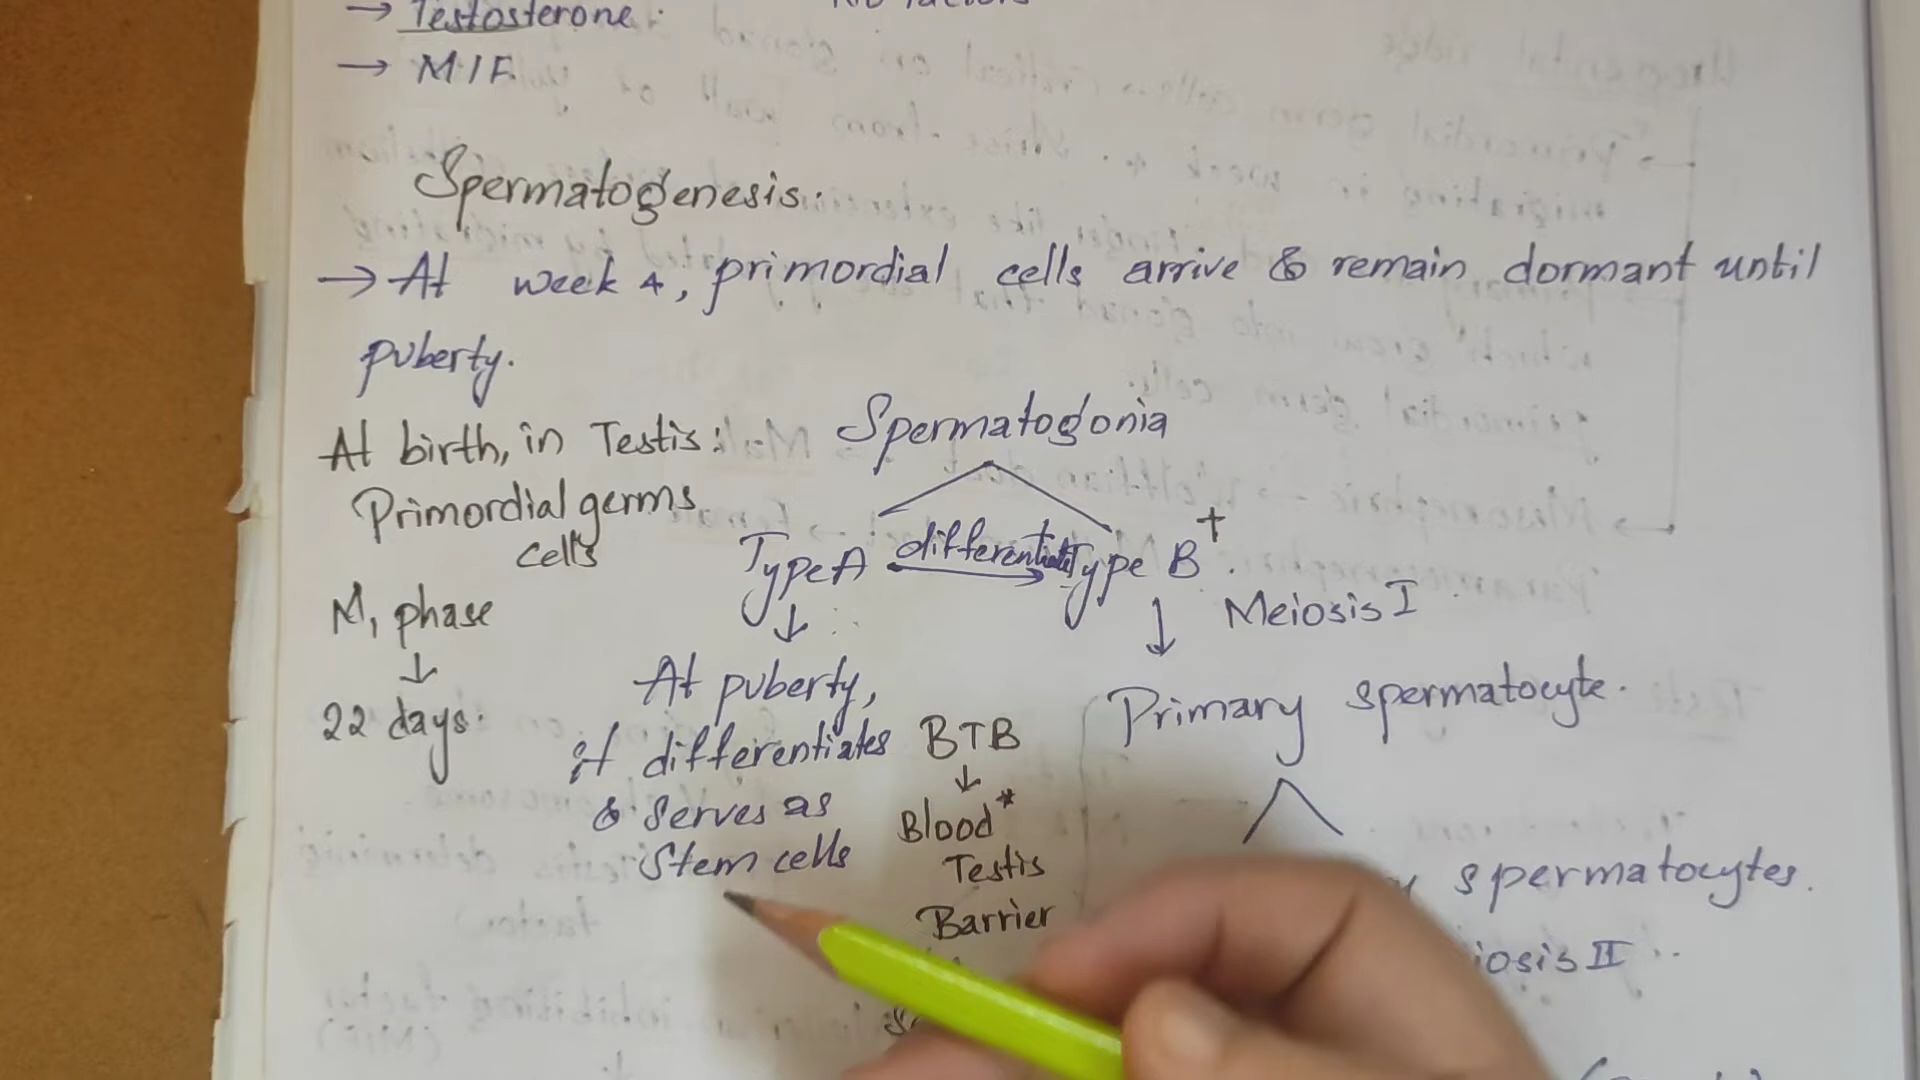 → Testosterone.
→ MIF.
Spermatogenesis.
→ At week 4, primordial cells arrive & remain dormant until
puberty.
At birth, in Testis:
Primordial germs
cells
M, phase
↓
22 days.
Spermatogonia
Type A differentiate Type B +
↓
At puberty,
it differentiates
& serves as
Stem cells
BTB
↓
Blood *
Testis
Barrier
↓ Meiosis I
Primary spermatocyte.
spermatocytes.
II